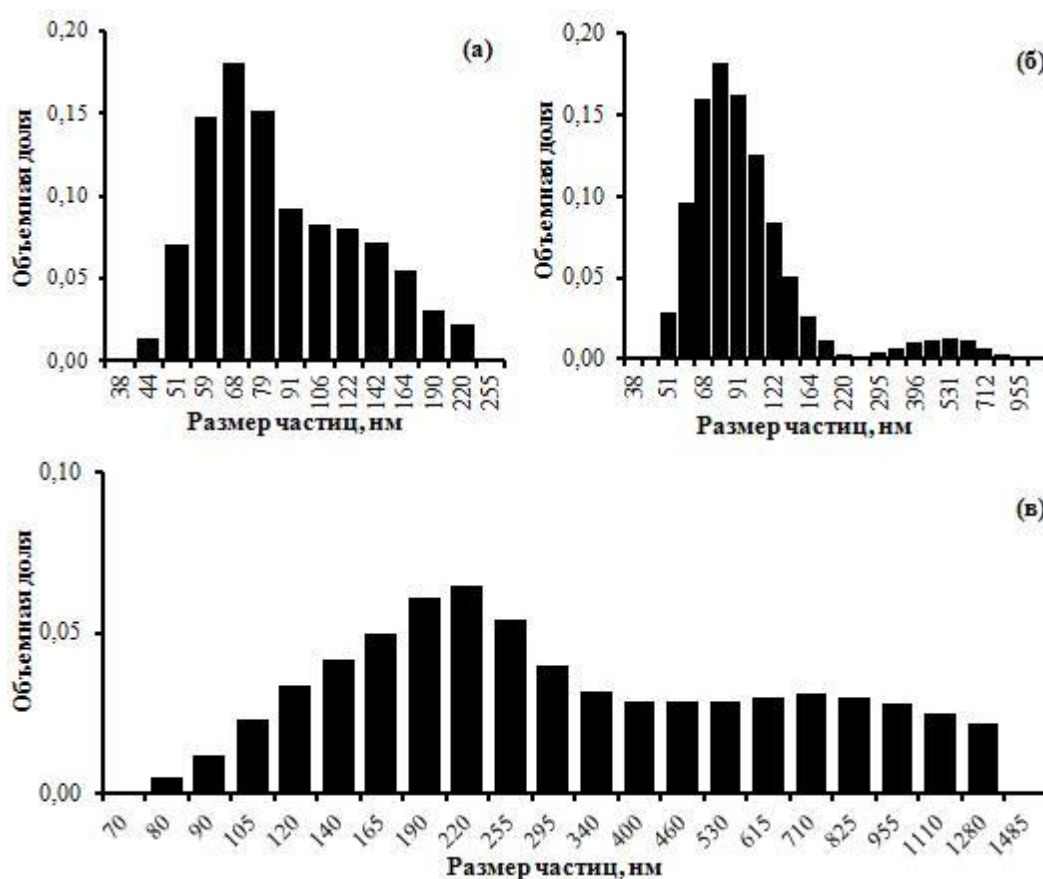 (а)
Объемная доля
0,20
0,15
0,10
0,05
0,00
38 44 51 59 68 79 91 106 122 142 164 190 220 255
Размер частиц, нм
(б)
Объемная доля
0,20
0,15
0,10
0,05
0,00
38 51 68 91 122 164 220 295 396 531 712 955
Размер частиц, нм
(в)
Объемная доля
0,10
0,05
0,00
70 80 90 105 120 140 165 190 220 255 295 340 400 460 530 615 710 825 955 1110 1280 1485
Размер частиц, нм